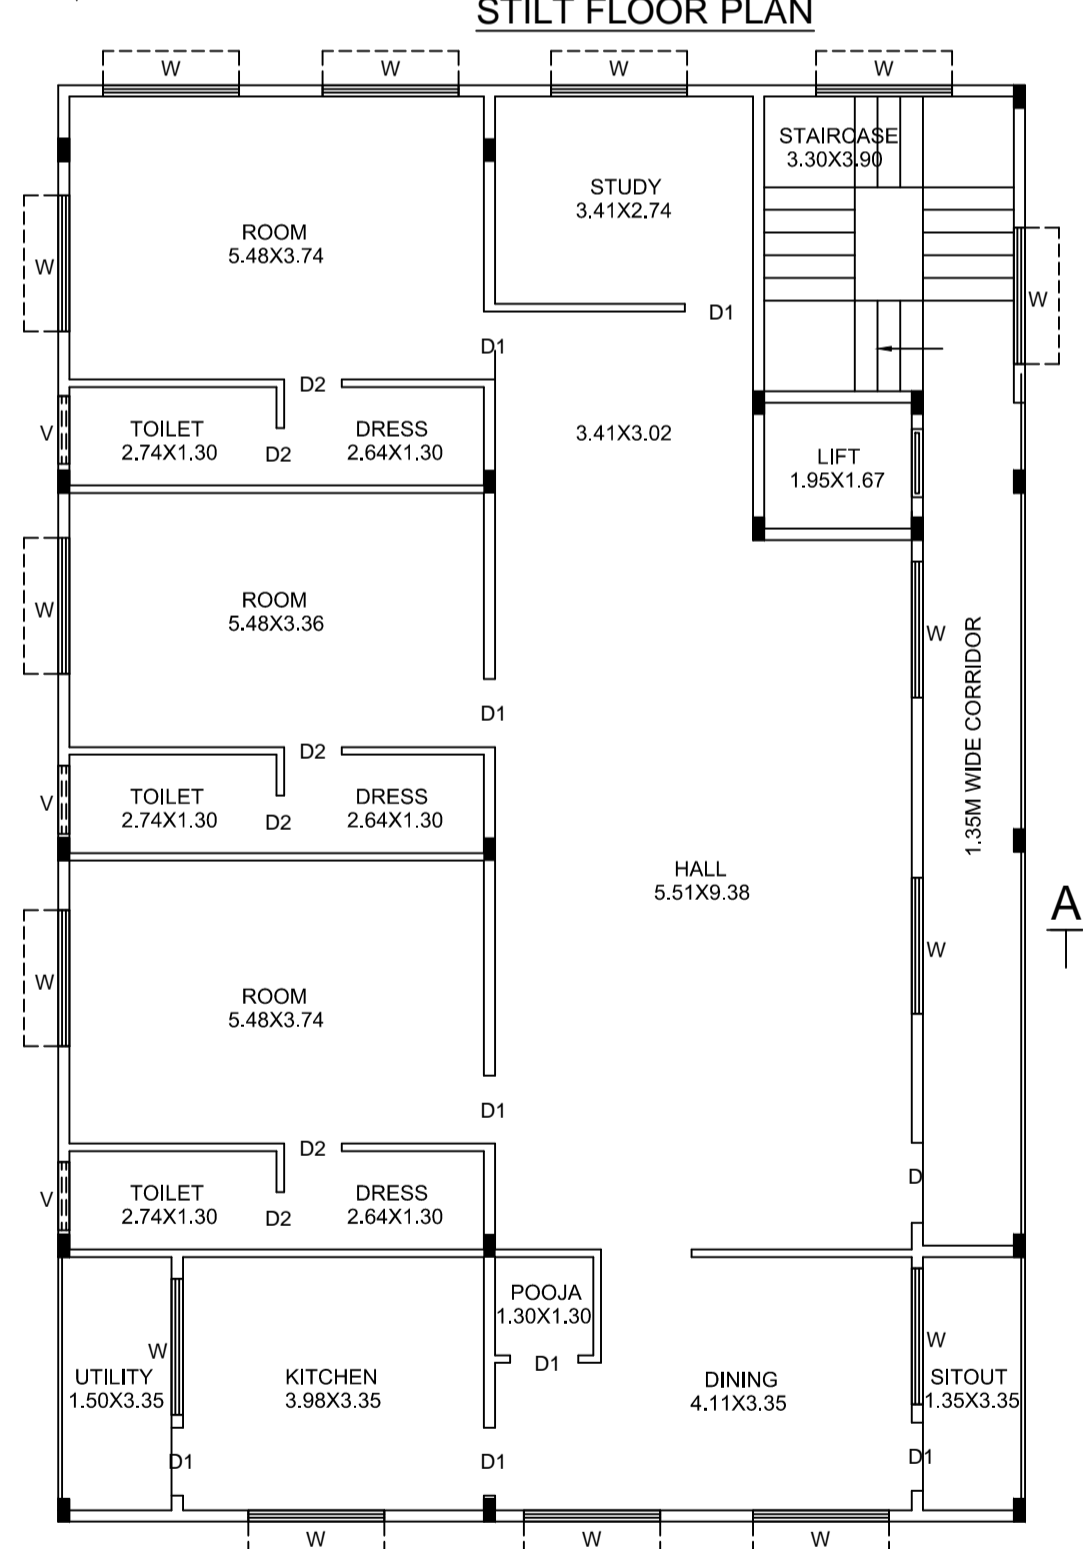 STILT FLOOR PLAN
W W W W
STAIRCASE
3.30X3.90
STUDY
3.41X2.74
ROOM
5.48X3.74
W
W
D1
D1
D2
TOILET
2.74X1.30
V
D2
DRESS
2.64X1.30
3.41X3.02
LIFT
1.95X1.67
ROOM
5.48X3.36
W
W
1.35M WIDE CORRIDOR
D1
D2
TOILET
2.74X1.30
V
D2
DRESS
2.64X1.30
HALL
5.51X9.38
A
W
W
ROOM
5.48X3.74
D1
D2
D
TOILET
2.74X1.30
V
D2
DRESS
2.64X1.30
POOJA
1.30X1.30
D1
W
W
UTILITY
1.50X3.35
KITCHEN
3.98X3.35
DINING
4.11X3.35
SITOUT
1.35X3.35
D1 D1 D1
W W W